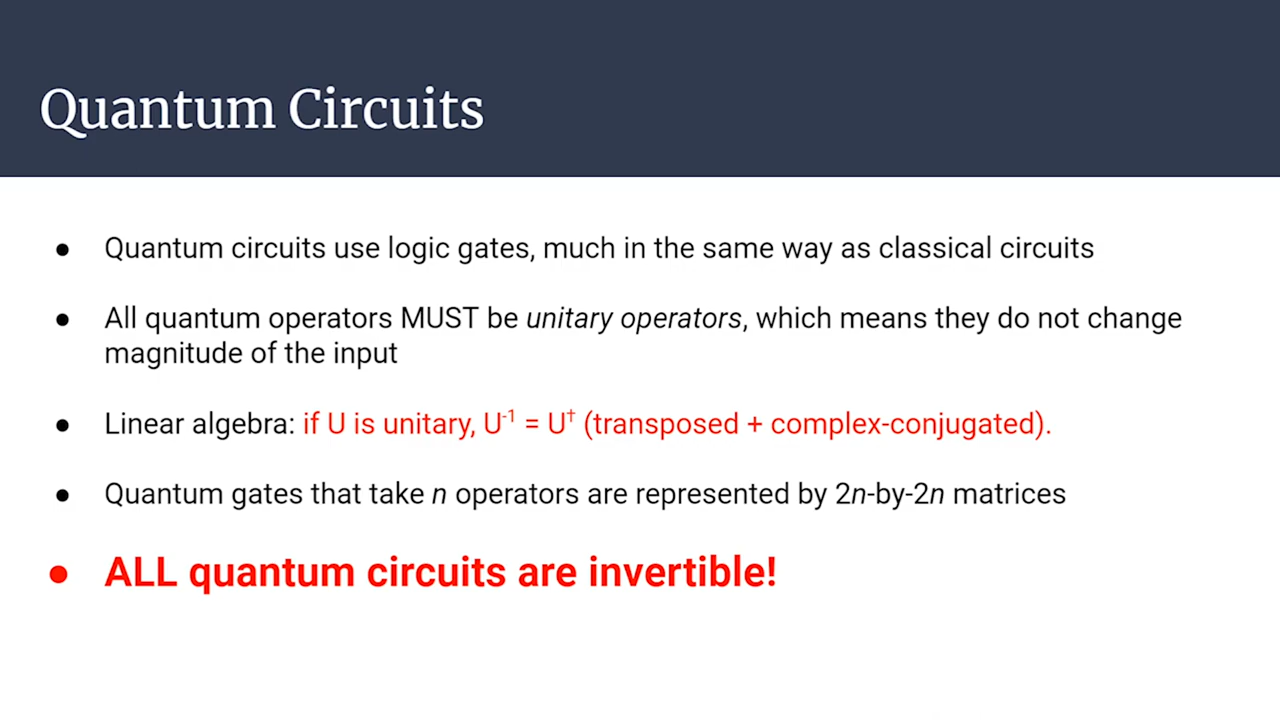 Quantum Circuits
● Quantum circuits use logic gates, much in the same way as classical circuits
● All quantum operators MUST be unitary operators, which means they do not change
magnitude of the input
● Linear algebra: if U is unitary, U⁻¹ = U† (transposed + complex-conjugated).
● Quantum gates that take n operators are represented by 2n-by-2n matrices
● ALL quantum circuits are invertible!